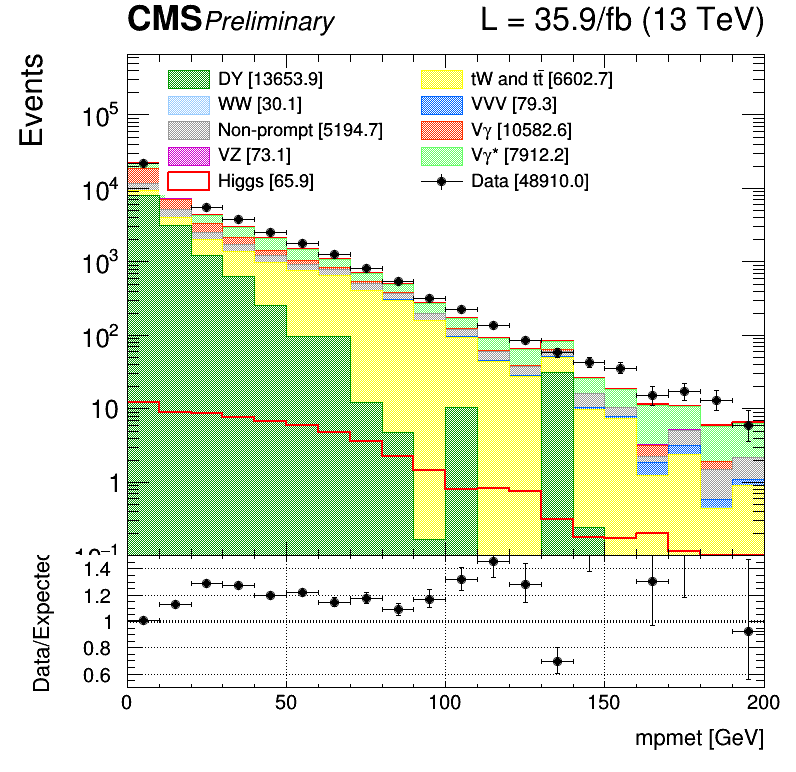 CMS Preliminary L = 35.9/fb (13 TeV)
Events
DY [13653.9] tW and tt̄ [6602.7]
WW [30.1] VVV [79.3]
Non-prompt [5194.7] Vγ [10582.6]
VZ [73.1] Vγ* [7912.2]
Higgs [65.9] Data [48910.0]
10⁵
10⁴
10³
10²
10
1
10⁻¹
Data/Expected
1.4
1.2
1
0.8
0.6
0 50 100 150 200
mpmet [GeV]